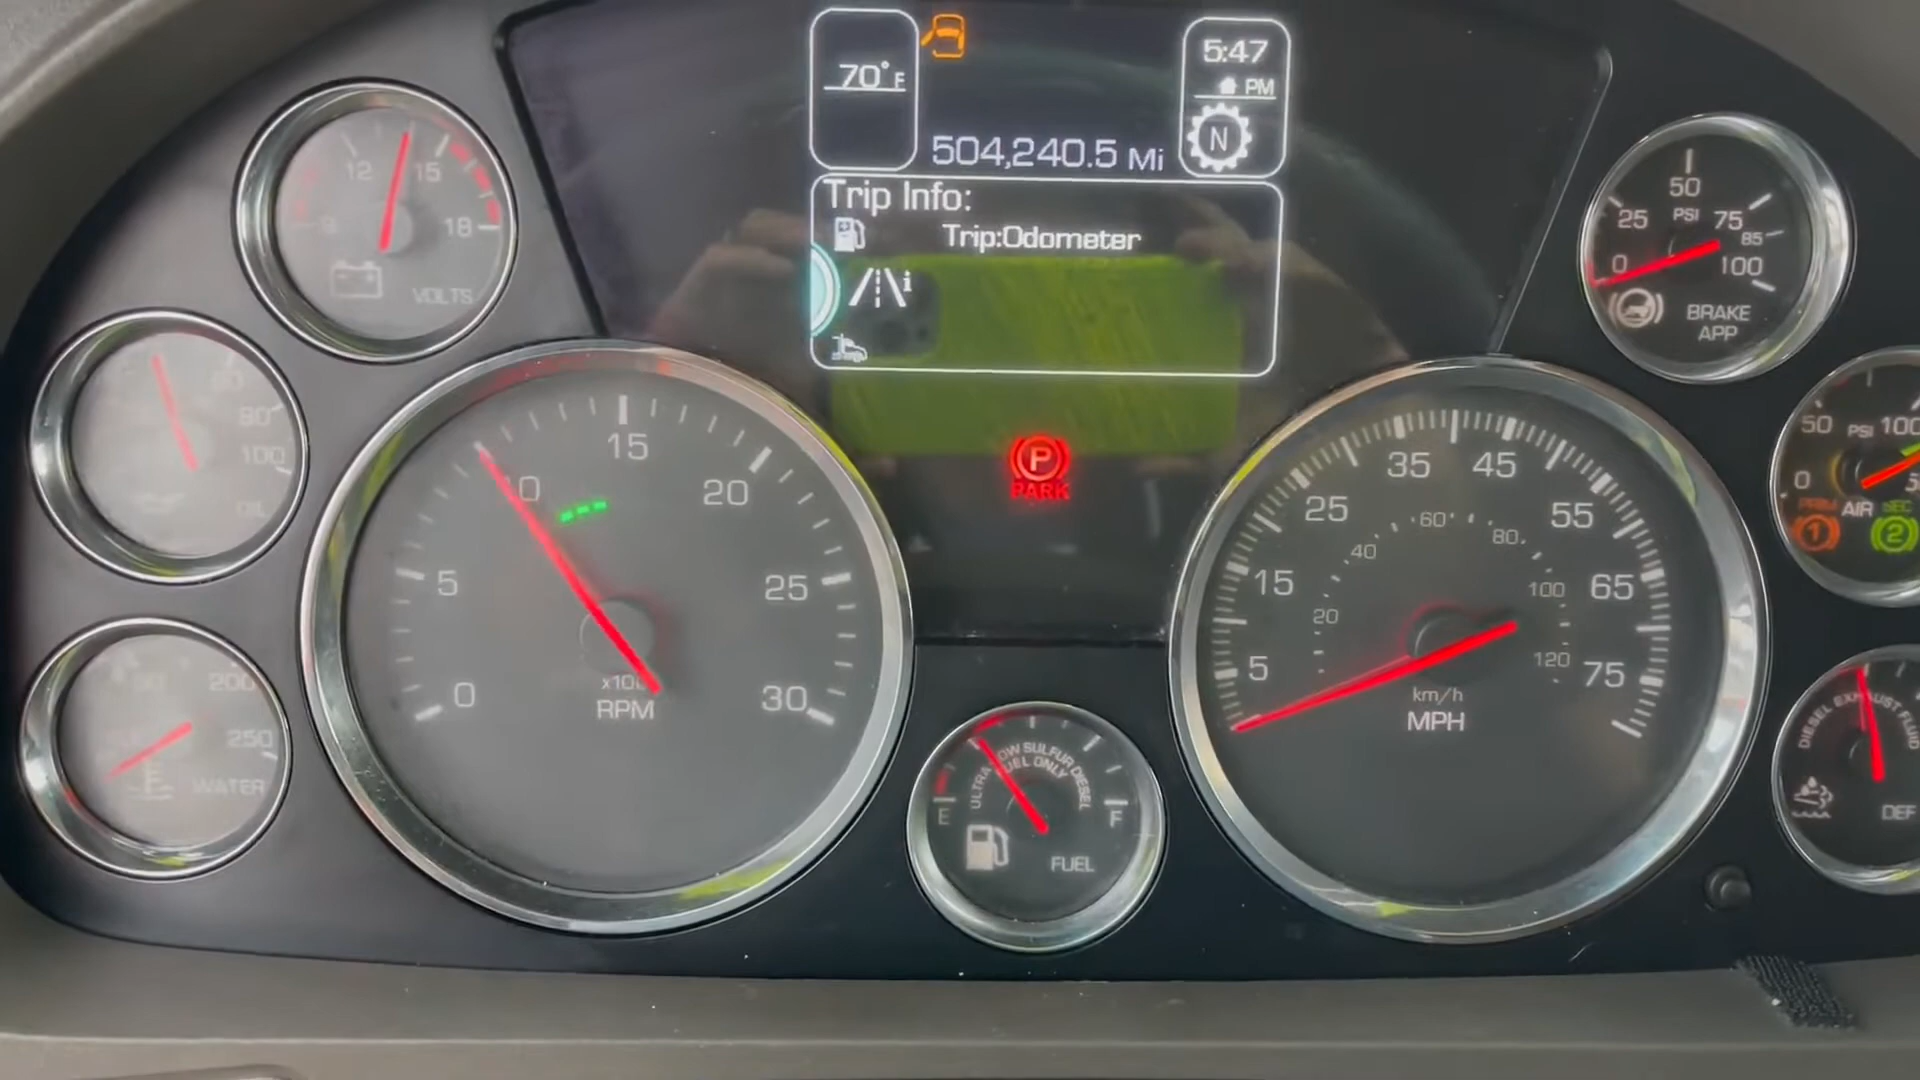 70°F
5:47
PM
N
504,240.5 Mi
Trip Info:
Trip:Odometer
i
P
PARK
12
15
18
VOLTS
80
100
OIL
200
250
WATER
0
5
10
15
20
25
30
RPM
ULTRA LOW SULFUR DIESEL
FUEL ONLY
E
F
FUEL
5
15
25
35
45
55
65
75
20
40
60
80
100
120
km/h
MPH
0
25
50
75
85
100
PSI
BRAKE
APP
0
50
100
PSI
PRIM
AIR
SEC
1
2
DIESEL EXHAUST FLUID
DEF